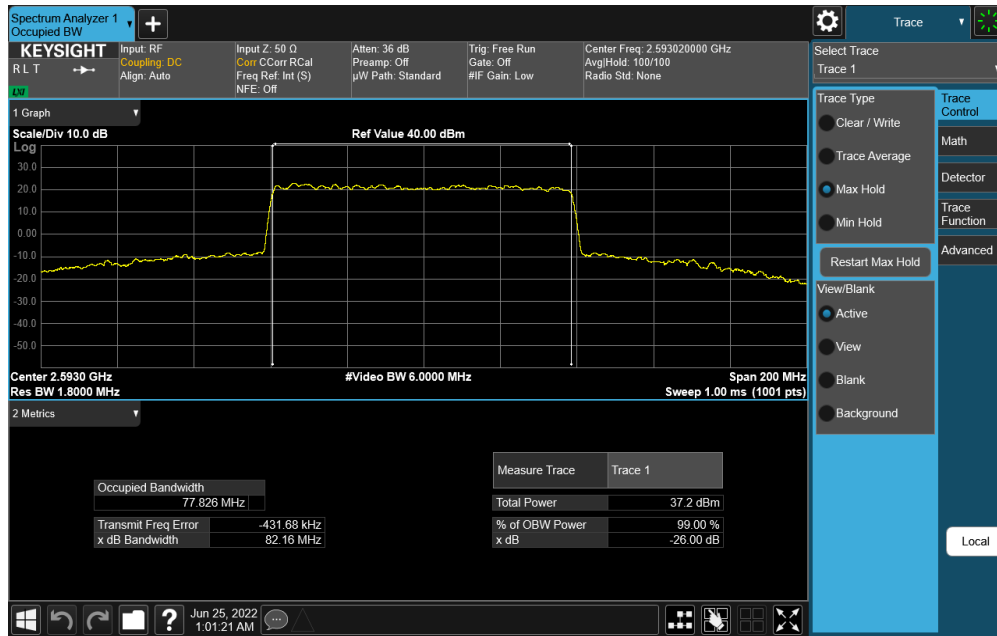 Spectrum Analyzer 1
Occupied BW
Trace
KEYSIGHT
R L T
LXI
Input: RF
Coupling: DC
Align: Auto
Input Z: 50 Ω
Corr CCorr RCal
Freq Ref: Int (S)
NFE: Off
Atten: 36 dB
Preamp: Off
µW Path: Standard
Trig: Free Run
Gate: Off
#IF Gain: Low
Center Freq: 2.593020000 GHz
Avg|Hold: 100/100
Radio Std: None
Select Trace
Trace 1
1 Graph
Scale/Div 10.0 dB
Ref Value 40.00 dBm
Log
30.0
20.0
10.0
0.00
-10.0
-20.0
-30.0
-40.0
-50.0
Center 2.5930 GHz
#Video BW 6.0000 MHz
Span 200 MHz
Res BW 1.8000 MHz
Sweep 1.00 ms (1001 pts)
2 Metrics
Occupied Bandwidth
77.826 MHz
Transmit Freq Error -431.68 kHz
x dB Bandwidth 82.16 MHz
Measure Trace Trace 1
Total Power 37.2 dBm
% of OBW Power 99.00 %
x dB -26.00 dB
Trace Type
Clear / Write
Trace Average
Max Hold
Min Hold
Restart Max Hold
View/Blank
Active
View
Blank
Background
Trace
Control
Math
Detector
Trace
Function
Advanced
Local
?
Jun 25, 2022
1:01:21 AM